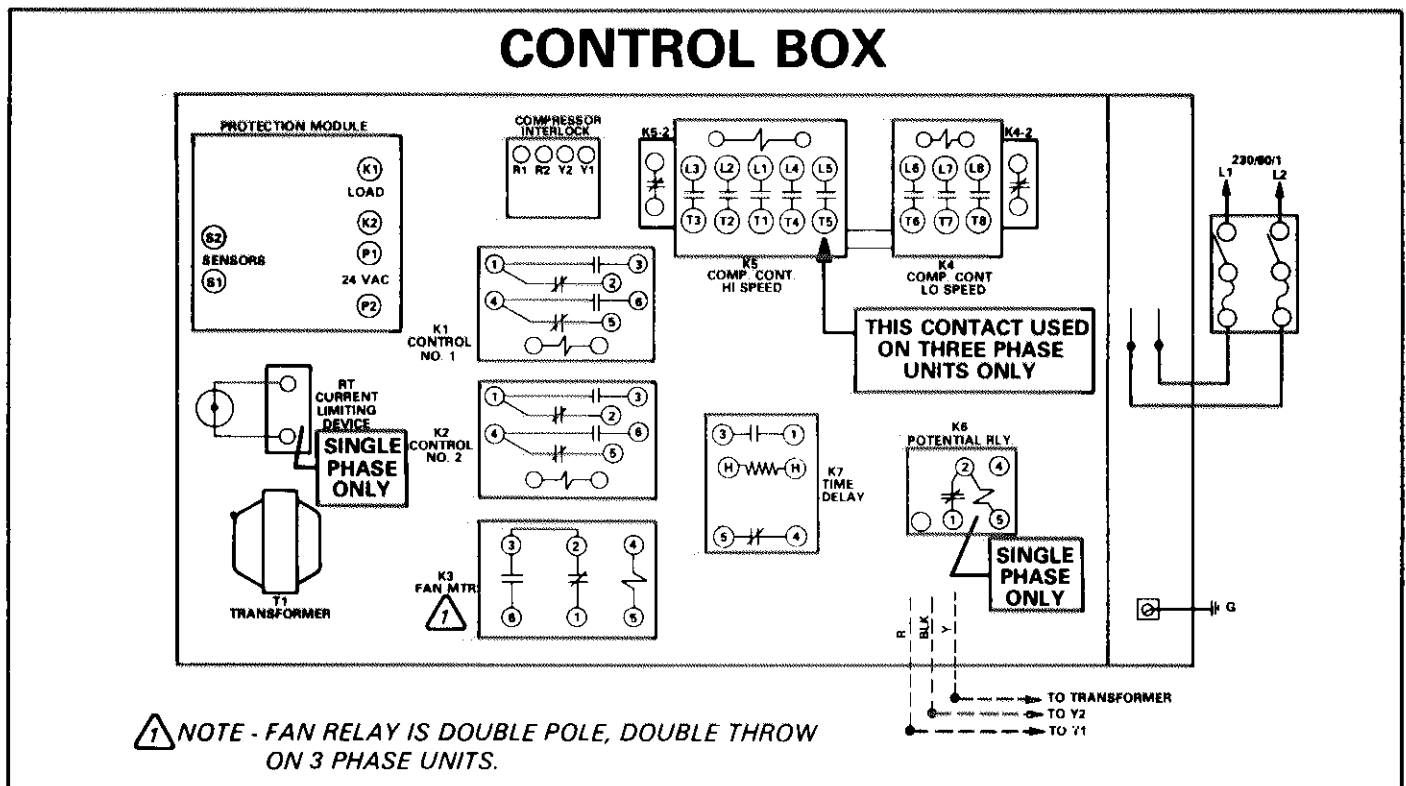 CONTROL BOX
PROTECTION MODULE
K1
LOAD
K2
S2
SENSORS
S1
P1
24 VAC
P2
COMPRESSOR
INTERLOCK
R1 R2 Y2 Y1
K5-2
L3 L2 L1 L4 L5
T3 T2 T1 T4 T5
K5
COMP. CONT.
HI SPEED
K4-2
L6 L7 L8
T6 T7 T8
K4
COMP. CONT
LO SPEED
230/60/1
L1 L2
THIS CONTACT USED
ON THREE PHASE
UNITS ONLY
1 3
2
4 6
5
K1
CONTROL
NO. 1
RT
CURRENT
LIMITING
DEVICE
SINGLE
PHASE
ONLY
1 3
2
4 6
5
K2
CONTROL
NO. 2
3 1
H H
5 4
K7
TIME
DELAY
K6
POTENTIAL RLY.
2 4
1 5
SINGLE
PHASE
ONLY
T1
TRANSFORMER
K3
FAN MTR
1
3 2 4
6 1 5
R BLK Y
G
TO TRANSFORMER
TO Y2
TO Y1
1 NOTE - FAN RELAY IS DOUBLE POLE, DOUBLE THROW
ON 3 PHASE UNITS.